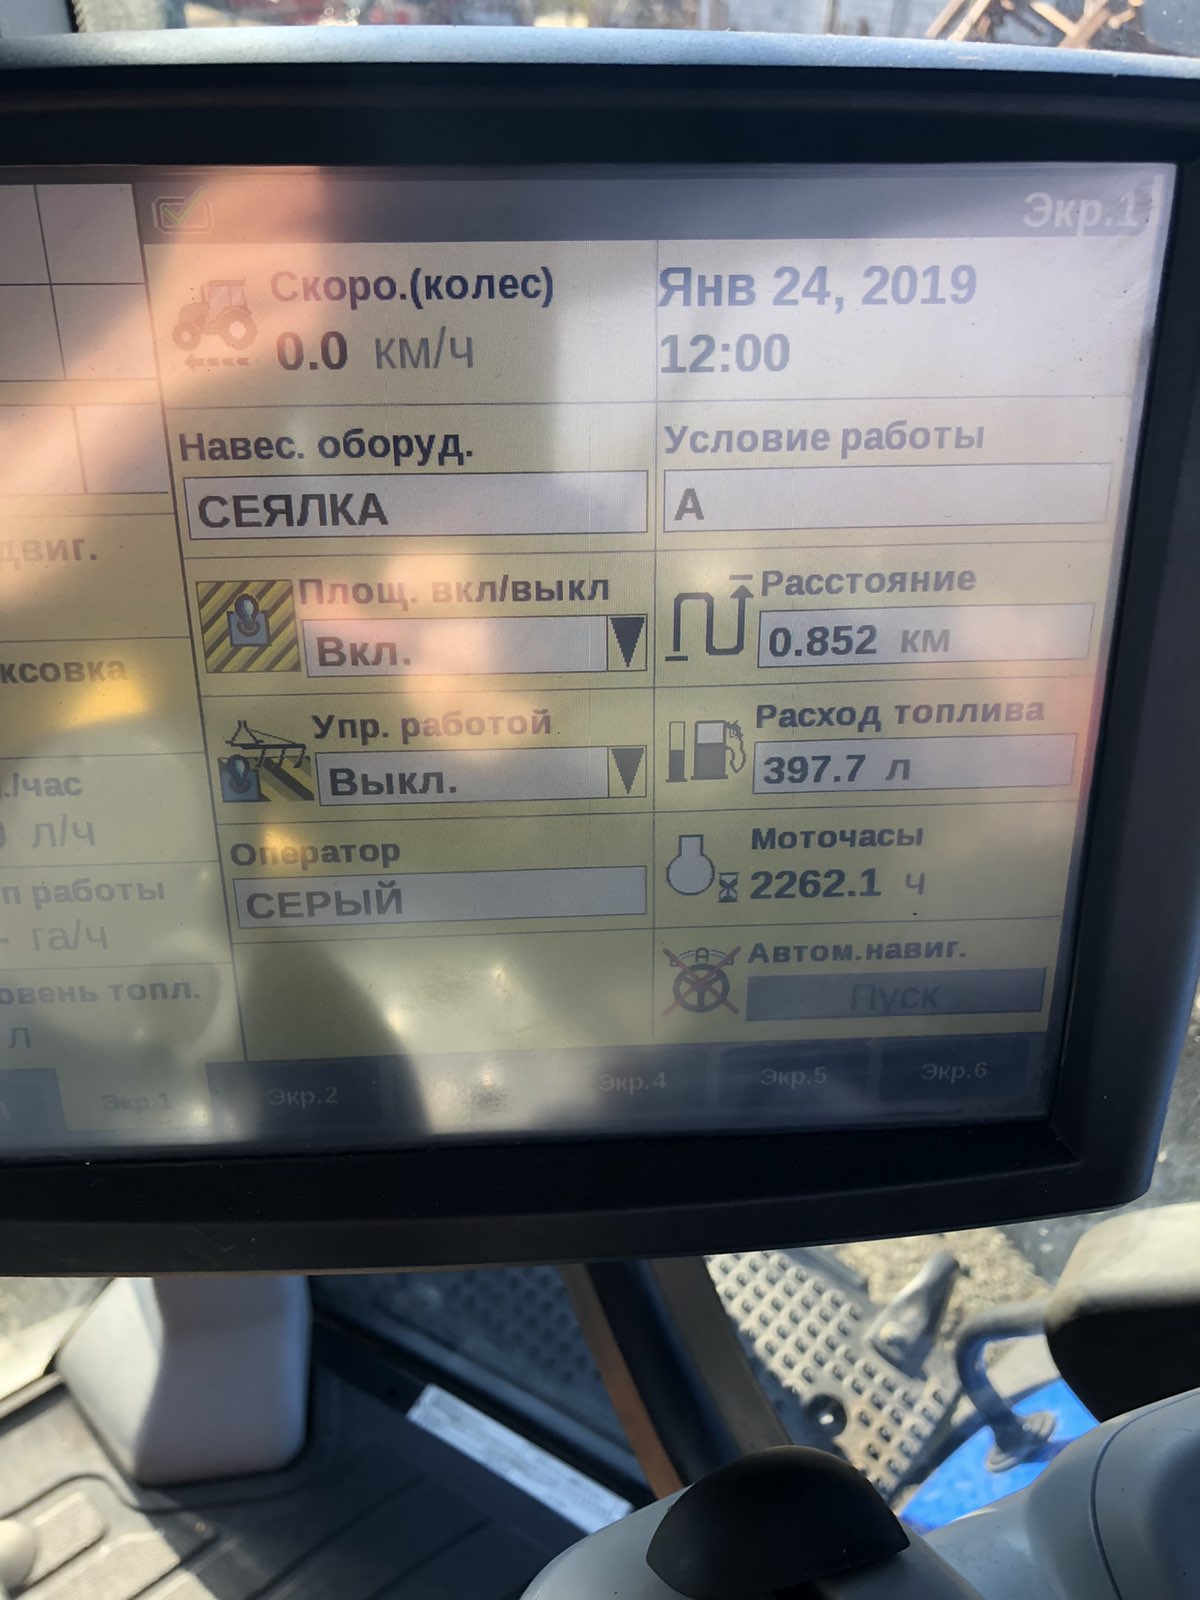 Экр.1
Скоро.(колес)
0.0 км/ч
Янв 24, 2019
12:00
Навес. оборуд.
СЕЯЛКА
Условие работы
А
двиг.
Площ. вкл/выкл
Вкл.
Расстояние
0.852 км
ксовка
Упр. работой
Выкл.
Расход топлива
397.7 л
./час
л/ч
Оператор
СЕРЫЙ
Моточасы
2262.1 ч
п работы
- га/ч
Автом.навиг.
Пуск
овень топл.
л
Экр.1
Экр.2
Экр.4
Экр.5
Экр.6